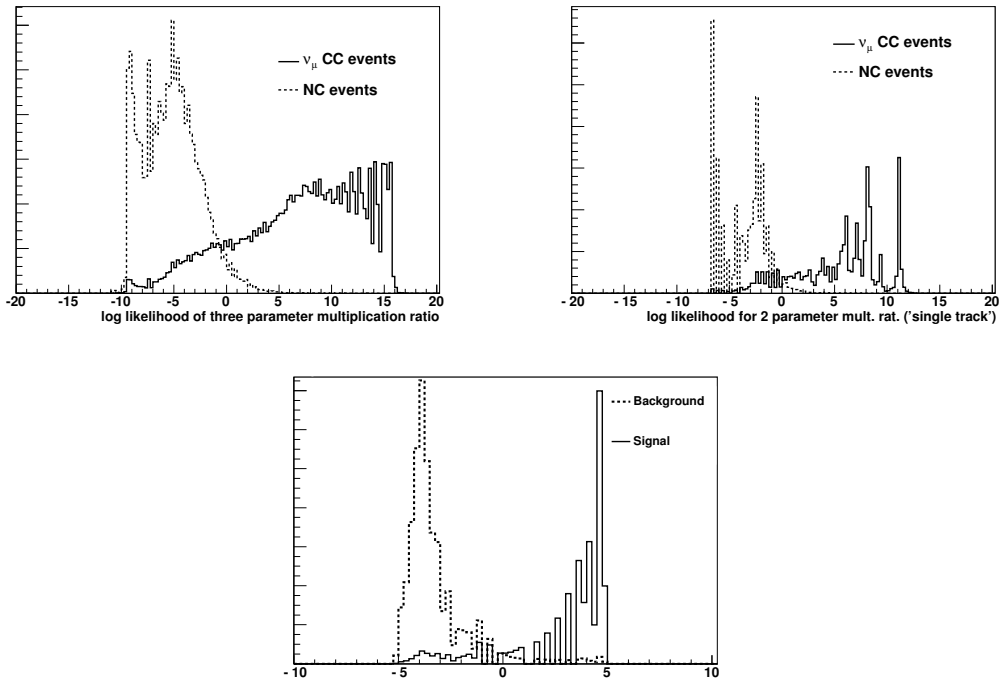 ν_μ CC events
NC events
-20 -15 -10 -5 0 5 10 15 20
log likelihood of three parameter multiplication ratio
ν_μ CC events
NC events
- 20 -15 -10 -5 0 5 10 15 20
log likelihood for 2 parameter mult. rat. ('single track')
Background
Signal
- 10 - 5 0 5 10